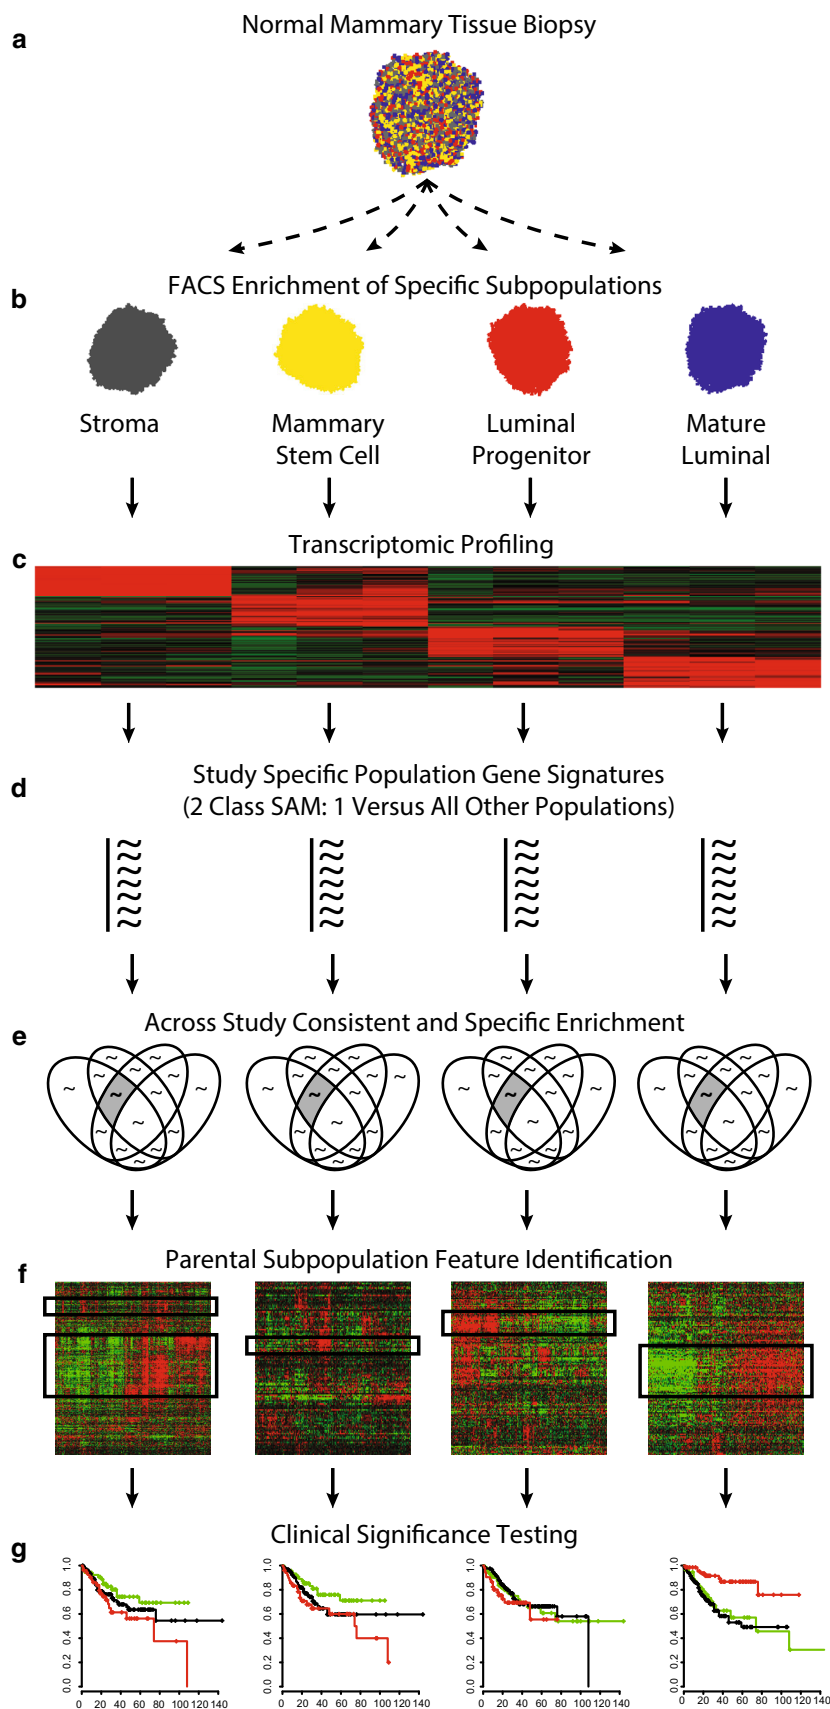 a
Normal Mammary Tissue Biopsy
b
FACS Enrichment of Specific Subpopulations
Stroma
Mammary
Stem Cell
Luminal
Progenitor
Mature
Luminal
c
Transcriptomic Profiling
d
Study Specific Population Gene Signatures
(2 Class SAM: 1 Versus All Other Populations)
~ ~ ~ ~ ~ ~ ~
~ ~ ~ ~ ~ ~ ~
~ ~ ~ ~ ~ ~ ~
~ ~ ~ ~ ~ ~ ~
e
Across Study Consistent and Specific Enrichment
f
Parental Subpopulation Feature Identification
g
Clinical Significance Testing
0.0 0.2 0.4 0.6 0.8 1.0
0 20 40 60 80 100 120 140
0.0 0.2 0.4 0.6 0.8 1.0
0 20 40 60 80 100 120 140
0.0 0.2 0.4 0.6 0.8 1.0
0 20 40 60 80 100 120 140
0.0 0.2 0.4 0.6 0.8 1.0
0 20 40 60 80 100 120 140